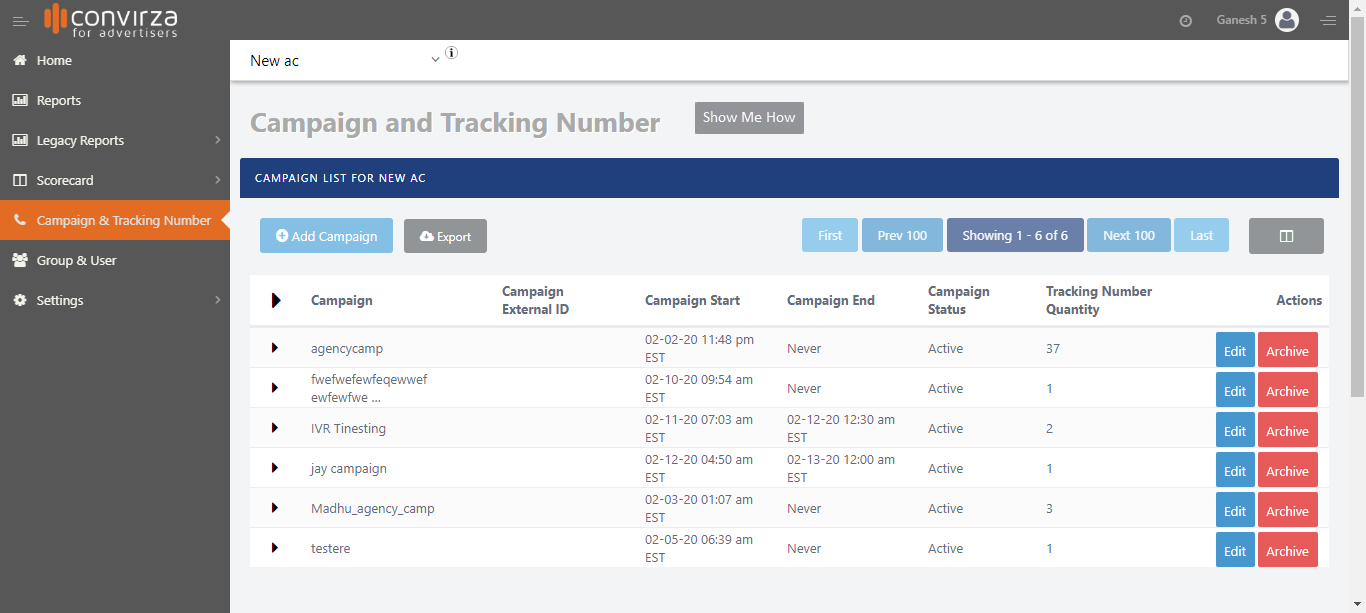 convirza
for advertisers
Ganesh 5
Home
Reports
Legacy Reports
Scorecard
Campaign & Tracking Number
Group & User
Settings
New ac
Campaign and Tracking Number
Show Me How
CAMPAIGN LIST FOR NEW AC
Add Campaign
Export
First
Prev 100
Showing 1 - 6 of 6
Next 100
Last
Campaign
Campaign
External ID
Campaign Start
Campaign End
Campaign
Status
Tracking Number
Quantity
Actions
agencycamp
02-02-20 11:48 pm
EST
Never
Active
37
Edit
Archive
fwefwefewfeqewwef
ewfewfwe ...
02-10-20 09:54 am
EST
Never
Active
1
Edit
Archive
IVR Tinesting
02-11-20 07:03 am
EST
02-12-20 12:30 am
EST
Active
2
Edit
Archive
jay campaign
02-12-20 04:50 am
EST
02-13-20 12:00 am
EST
Active
1
Edit
Archive
Madhu_agency_camp
02-03-20 01:07 am
EST
Never
Active
3
Edit
Archive
testere
02-05-20 06:39 am
EST
Never
Active
1
Edit
Archive